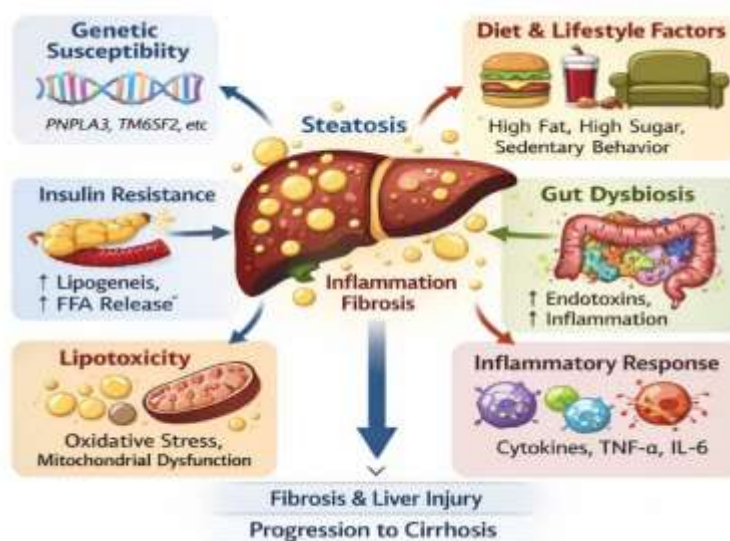 Genetic
Susceptibiity
PNPLA3, TM6SF2, etc
Diet & Lifestyle Factors
High Fat, High Sugar,
Sedentary Behavior
Steatosis
Insulin Resistance
↑ Lipogeneis,
↑ FFA Release
Gut Dysbiosis
↑ Endotoxins,
↑ Inflammation
Inflammation
Fibrosis
Lipotoxicity
Oxidative Stress,
Mitochondrial Dysfunction
Inflammatory Response
Cytokines, TNF-α, IL-6
Fibrosis & Liver Injury
Progression to Cirrhosis